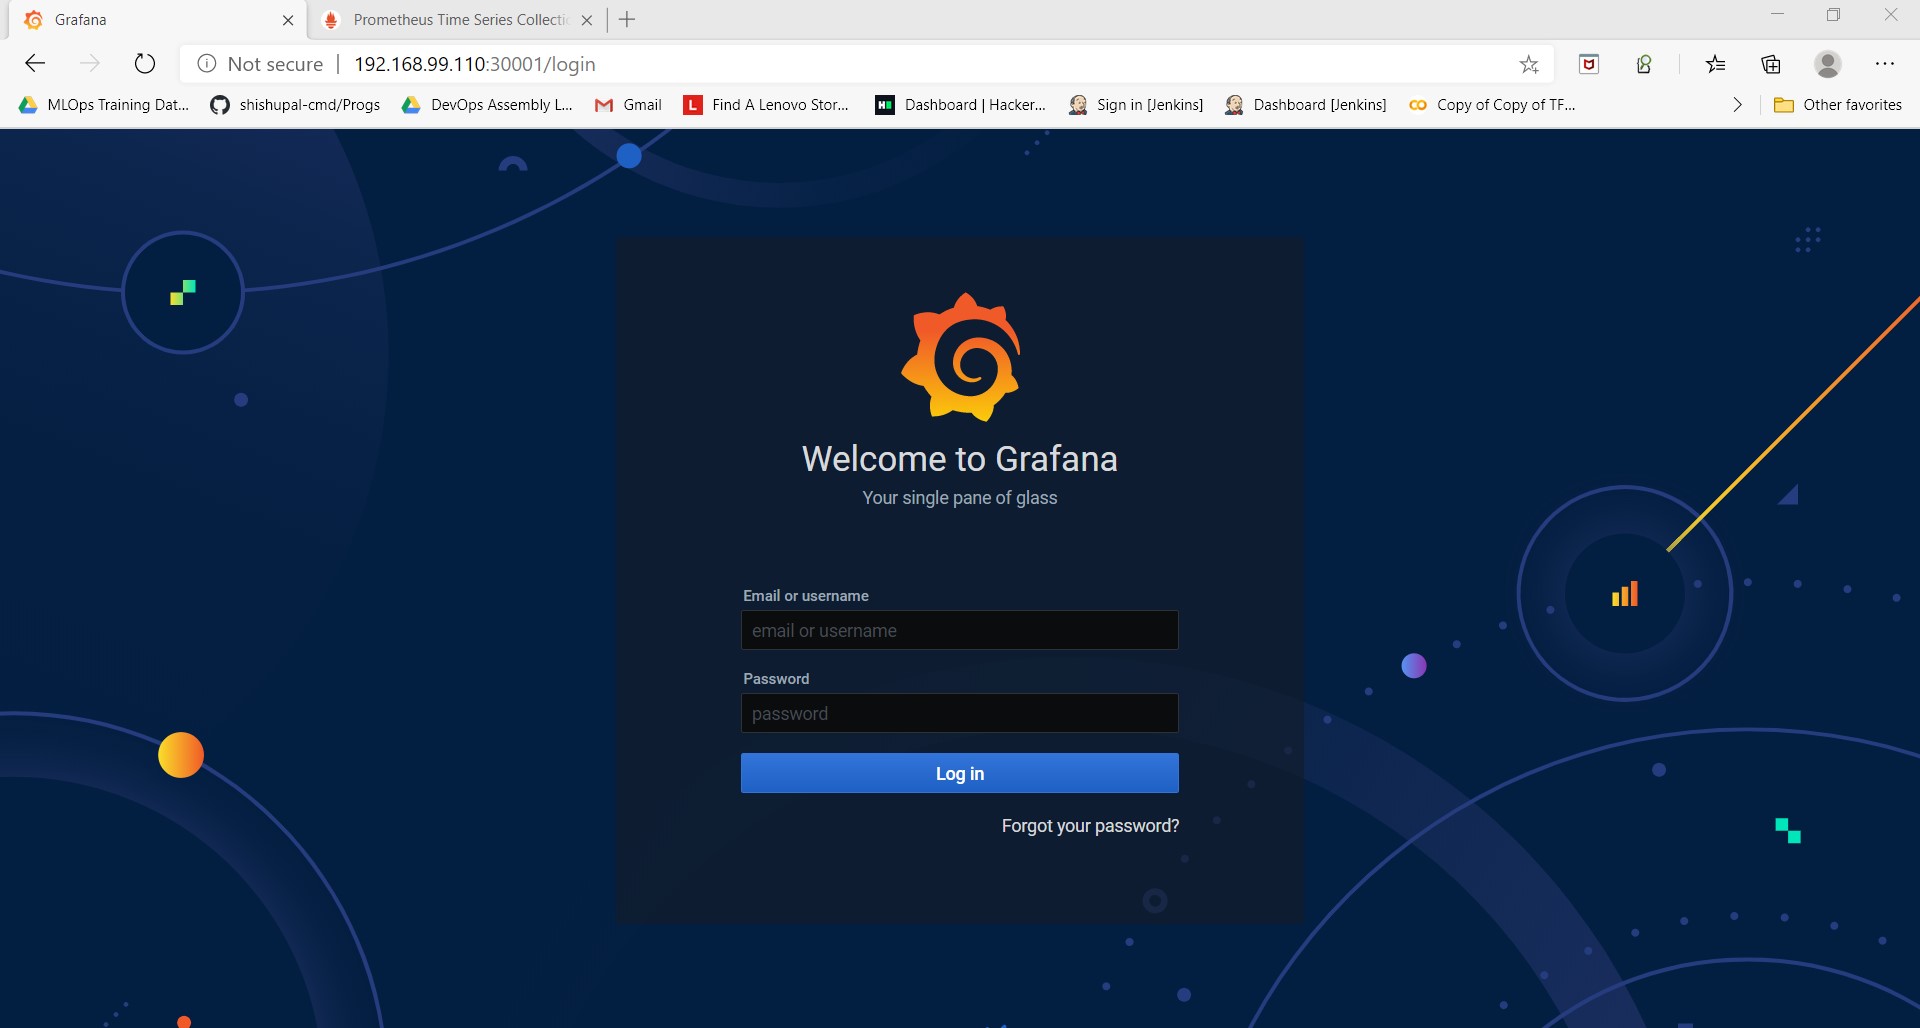 Grafana
Prometheus Time Series Collectic
Not secure | 192.168.99.110:30001/login
MLOps Training Dat... shishupal-cmd/Progs DevOps Assembly L... Gmail L Find A Lenovo Stor... H Dashboard | Hacker... Sign in [Jenkins] Dashboard [Jenkins] Copy of Copy of TF... Other favorites
Welcome to Grafana
Your single pane of glass
Email or username
email or username
Password
password
Log in
Forgot your password?